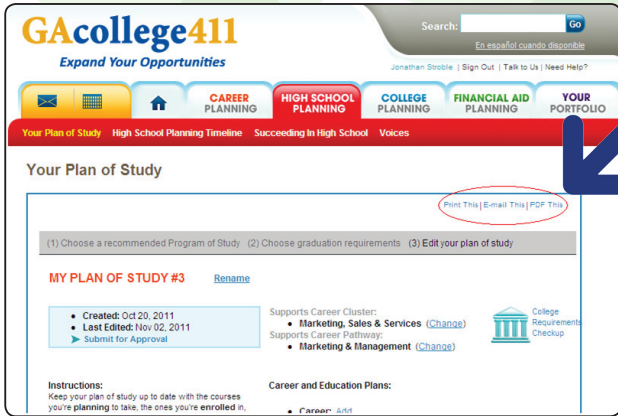 GAcollege411
Expand Your Opportunities
Search: Go
En español cuando disponible
Jonathan Stroble | Sign Out | Talk to Us | Need Help?
CAREER PLANNING
HIGH SCHOOL PLANNING
COLLEGE PLANNING
FINANCIAL AID PLANNING
YOUR PORTFOLIO
Your Plan of Study High School Planning Timeline Succeeding In High School Voices
Your Plan of Study
Print This | E-mail This | PDF This
(1) Choose a recommended Program of Study (2) Choose graduation requirements (3) Edit your plan of study
MY PLAN OF STUDY #3 Rename
• Created: Oct 20, 2011
• Last Edited: Nov 02, 2011
Submit for Approval
Supports Career Cluster:
• Marketing, Sales & Services (Change)
Supports Career Pathway:
• Marketing & Management (Change)
College
Requirements
Checkup
Instructions:
Keep your plan of study up to date with the courses
you're planning to take, the ones you're enrolled in,
Career and Education Plans:
• Career: Add